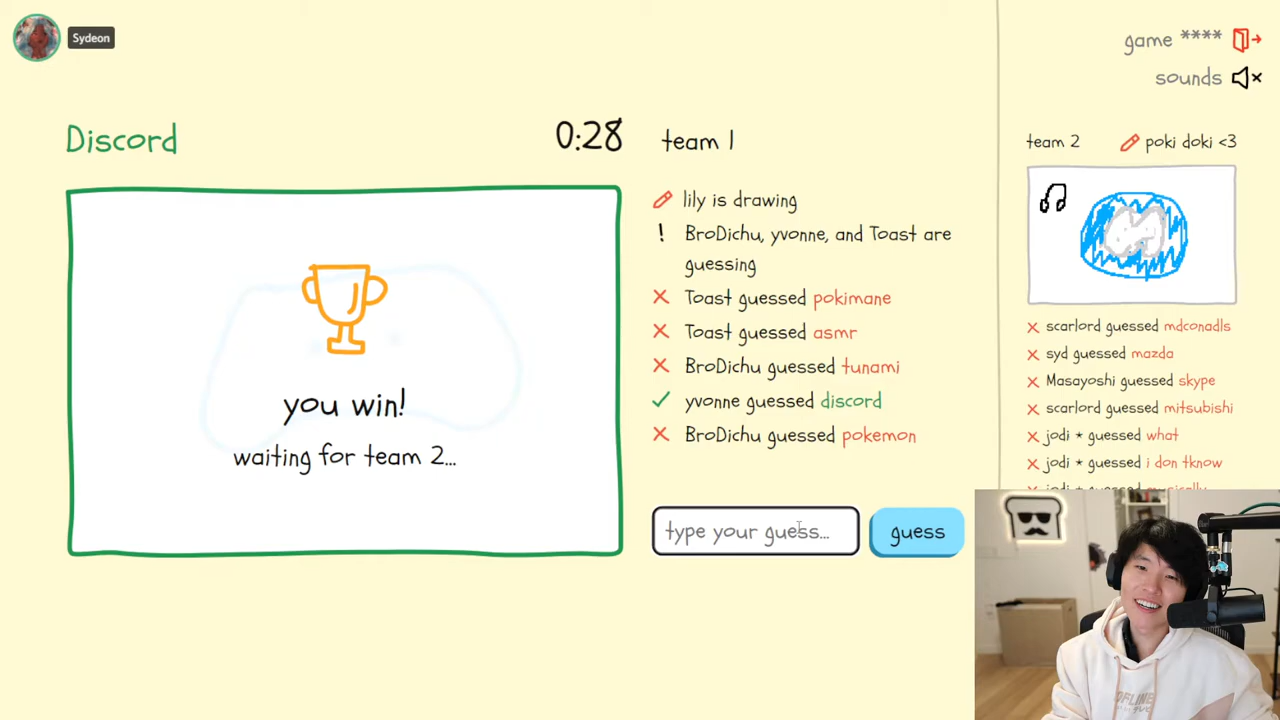 Sydeon
game ****
sounds
Discord
0:28
team 1
team 2
poki doki <3
lily is drawing
! BroDichu, yvonne, and Toast are
guessing
Toast guessed pokimane
Toast guessed asmr
BroDichu guessed tunami
yvonne guessed discord
BroDichu guessed pokemon
you win!
waiting for team 2...
type your guess...
guess
scarlord guessed mdconadls
syd guessed mazda
Masayoshi guessed skype
scarlord guessed mitsubishi
jodi * guessed what
jodi * guessed i don tknow
jodi * guessed